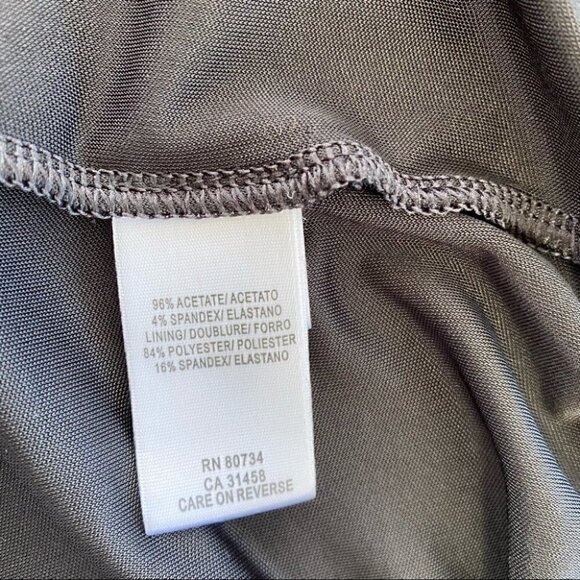 96% ACETATE/ ACETATO
4% SPANDEX/ ELASTANO
LINING/ DOUBLURE/ FORRO
84% POLYESTER/ POLIESTER
16% SPANDEX/ ELASTANO
RN 80734
CA 31458
CARE ON REVERSE